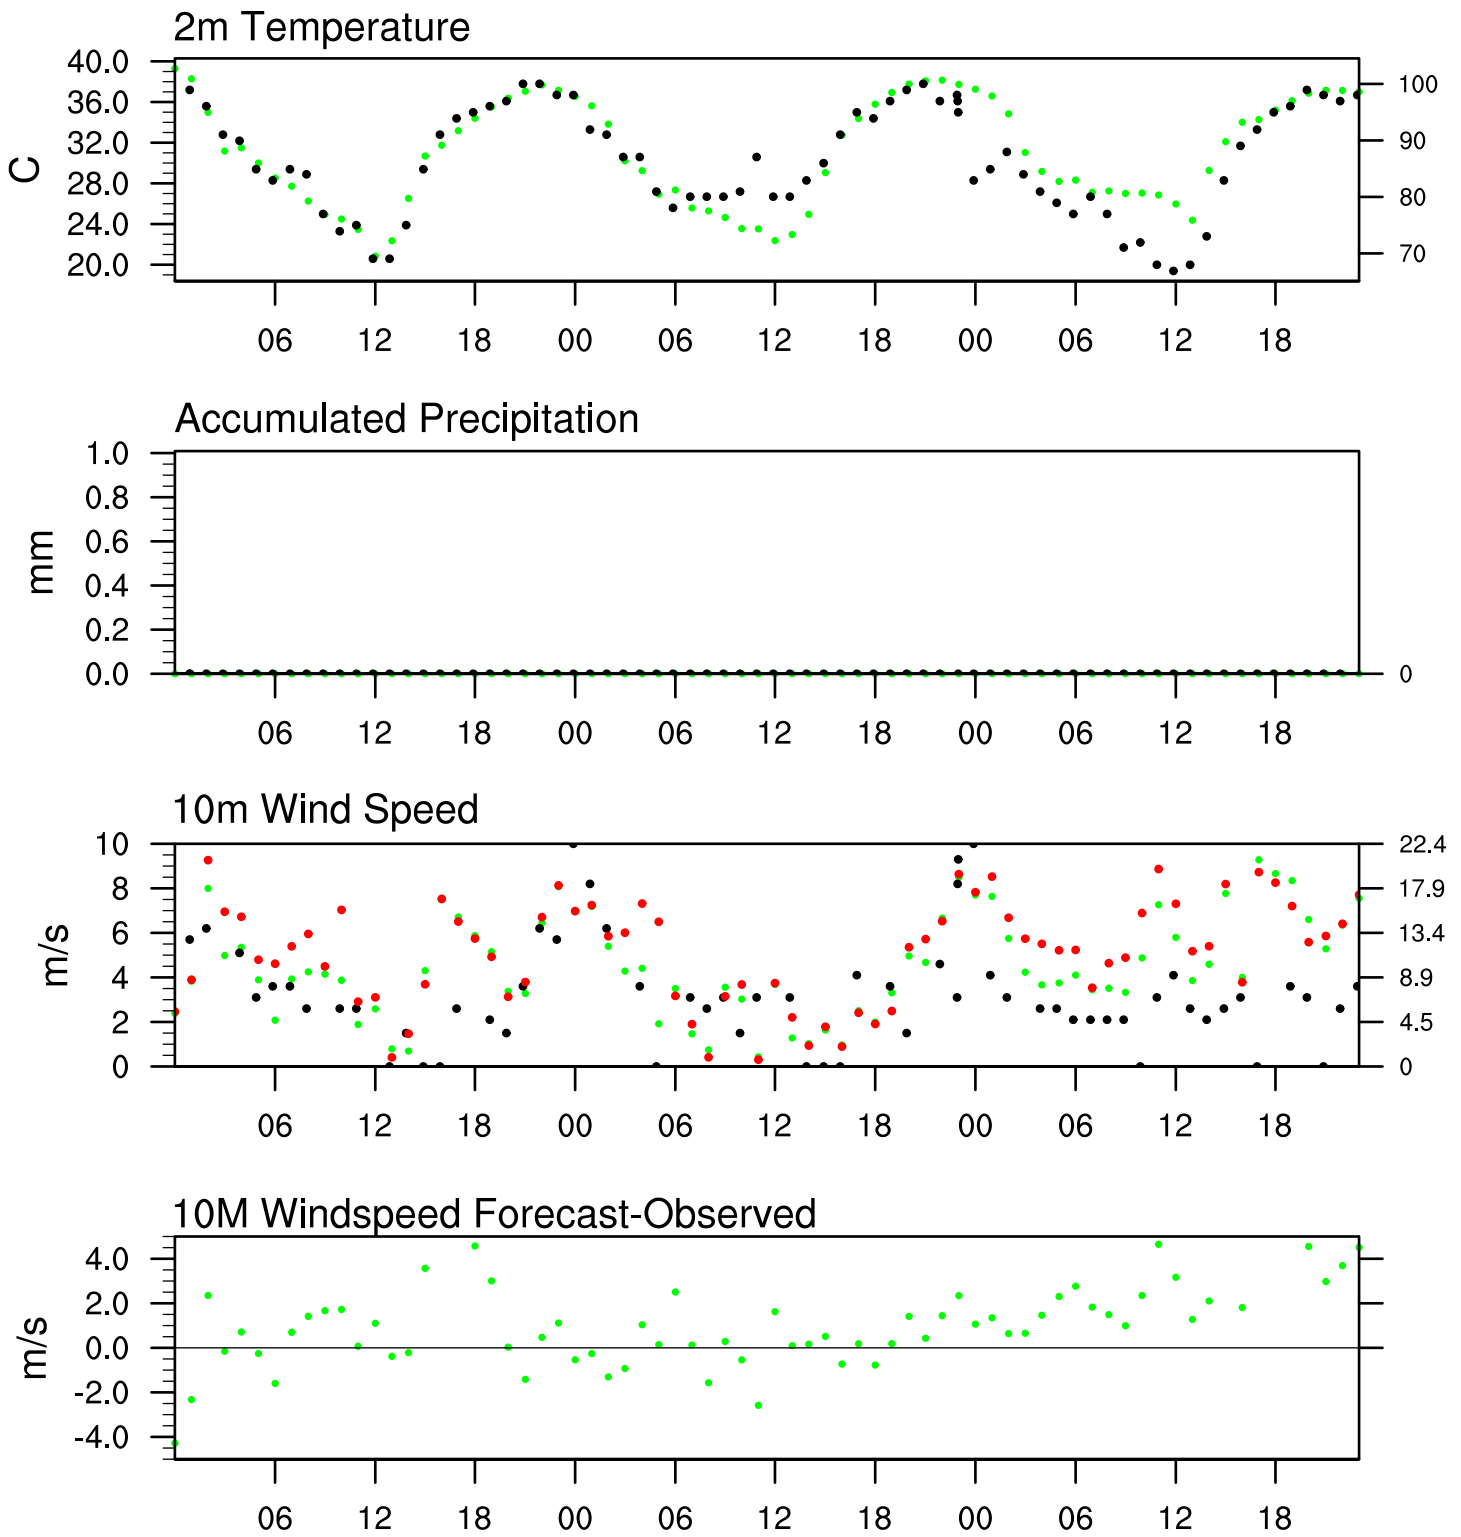 2m Temperature
40.0
36.0
32.0
28.0
24.0
20.0
C
100
90
80
70
06 12 18 00 06 12 18 00 06 12 18
Accumulated Precipitation
1.0
0.8
0.6
0.4
0.2
0.0
mm
0
06 12 18 00 06 12 18 00 06 12 18
10m Wind Speed
10
8
6
4
2
0
m/s
22.4
17.9
13.4
8.9
4.5
0
06 12 18 00 06 12 18 00 06 12 18
10M Windspeed Forecast-Observed
4.0
2.0
0.0
-2.0
-4.0
m/s
06 12 18 00 06 12 18 00 06 12 18